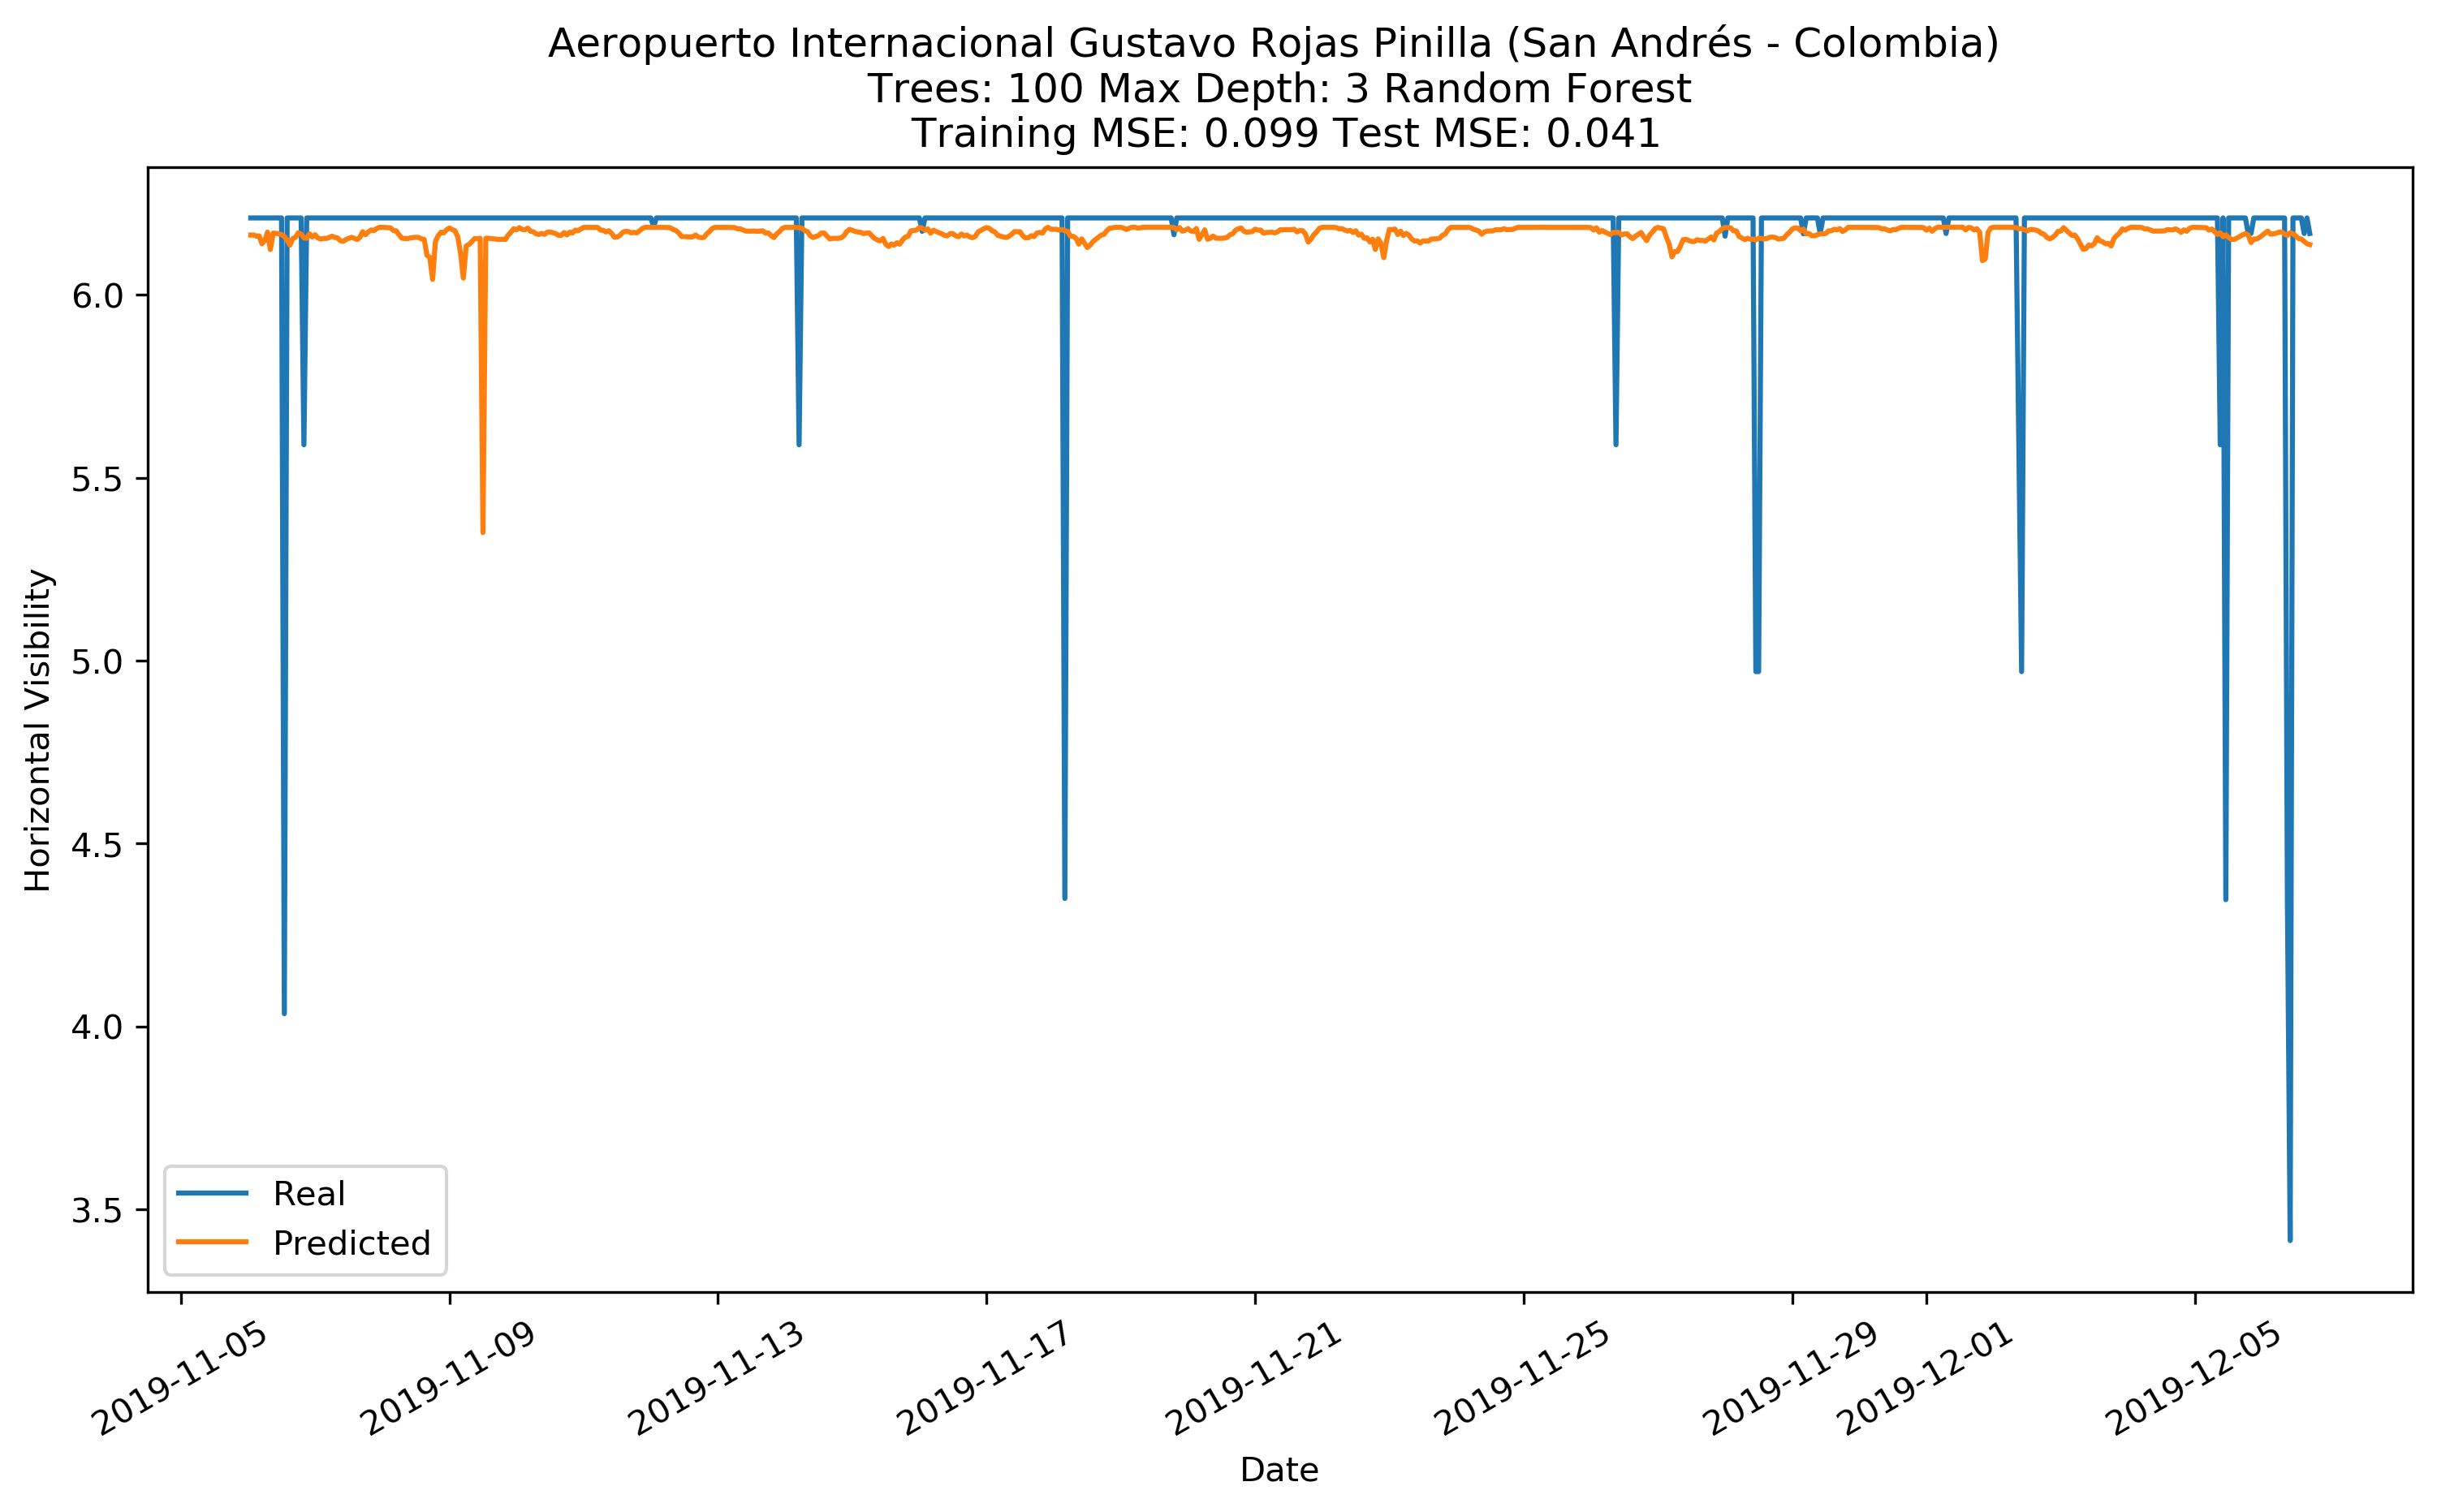 Aeropuerto Internacional Gustavo Rojas Pinilla (San Andrés - Colombia)
Trees: 100 Max Depth: 3 Random Forest
Training MSE: 0.099 Test MSE: 0.041
6.0
5.5
5.0
4.5
4.0
3.5
Horizontal Visibility
Real
Predicted
2019-11-05
2019-11-09
2019-11-13
2019-11-17
2019-11-21
2019-11-25
2019-11-29
2019-12-01
2019-12-05
Date